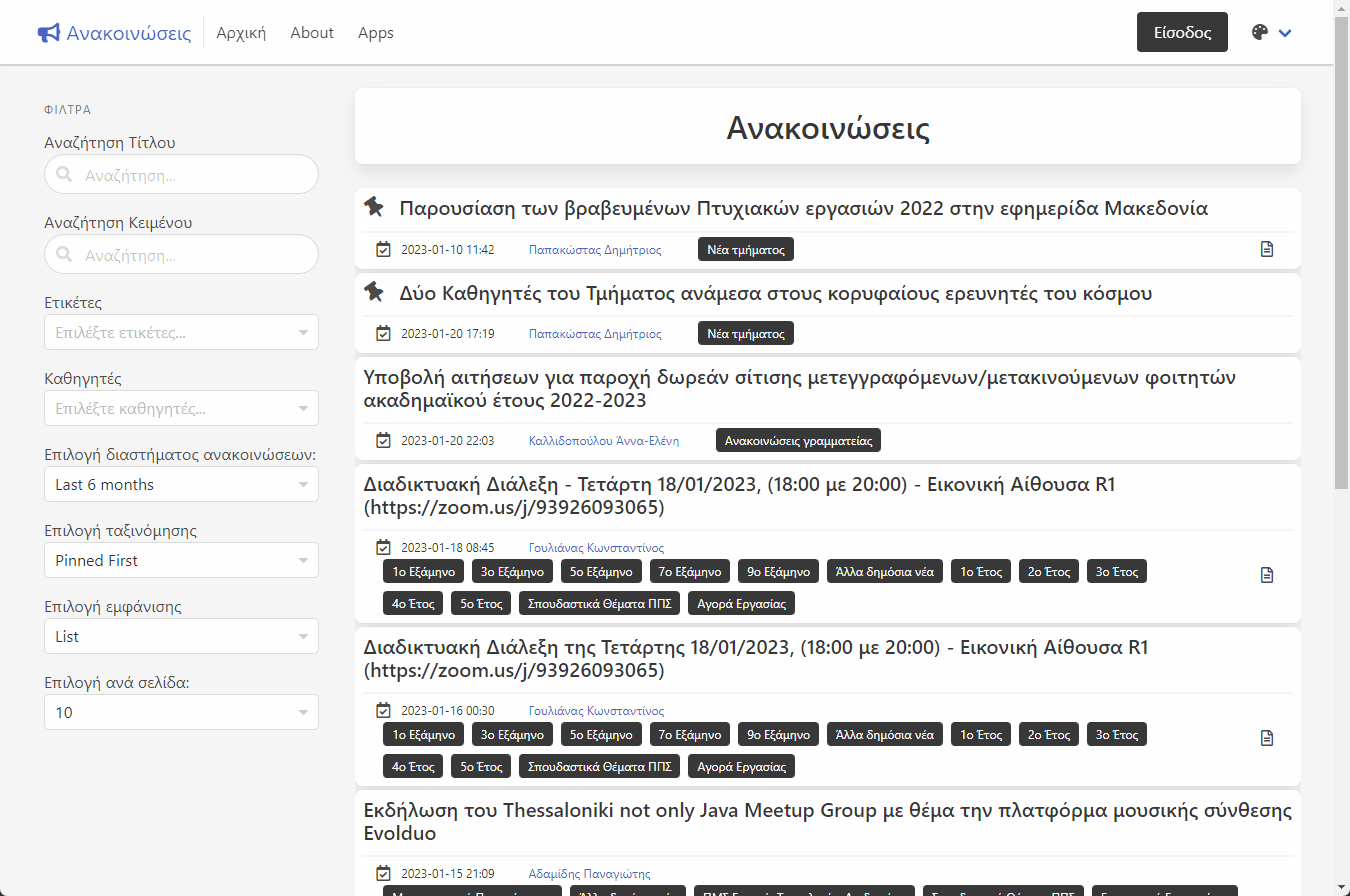 Ανακοινώσεις
Αρχική
About
Apps
Είσοδος
ΦΙΛΤΡΑ
Αναζήτηση Τίτλου
Αναζήτηση...
Αναζήτηση Κειμένου
Αναζήτηση...
Ετικέτες
Επιλέξτε ετικέτες...
Καθηγητές
Επιλέξτε καθηγητές...
Επιλογή διαστήματος ανακοινώσεων:
Last 6 months
Επιλογή ταξινόμησης
Pinned First
Επιλογή εμφάνισης
List
Επιλογή ανά σελίδα:
10
Ανακοινώσεις
Παρουσίαση των βραβευμένων Πτυχιακών εργασιών 2022 στην εφημερίδα Μακεδονία
2023-01-10 11:42 Παπακώστας Δημήτριος Νέα τμήματος
Δύο Καθηγητές του Τμήματος ανάμεσα στους κορυφαίους ερευνητές του κόσμου
2023-01-20 17:19 Παπακώστας Δημήτριος Νέα τμήματος
Υποβολή αιτήσεων για παροχή δωρεάν σίτισης μετεγγραφόμενων/μετακινούμενων φοιτητών
ακαδημαϊκού έτους 2022-2023
2023-01-20 22:03 Καλλιδοπούλου Άννα-Ελένη Ανακοινώσεις γραμματείας
Διαδικτυακή Διάλεξη - Τετάρτη 18/01/2023, (18:00 με 20:00) - Εικονική Αίθουσα R1
(https://zoom.us/j/93926093065)
2023-01-18 08:45 Γουλιάνας Κωνσταντίνος
1ο Εξάμηνο 3ο Εξάμηνο 5ο Εξάμηνο 7ο Εξάμηνο 9ο Εξάμηνο Άλλα δημόσια νέα 1ο Έτος 2ο Έτος 3ο Έτος
4ο Έτος 5ο Έτος Σπουδαστικά Θέματα ΠΠΣ Αγορά Εργασίας
Διαδικτυακή Διάλεξη της Τετάρτης 18/01/2023, (18:00 με 20:00) - Εικονική Αίθουσα R1
(https://zoom.us/j/93926093065)
2023-01-16 00:30 Γουλιάνας Κωνσταντίνος
1ο Εξάμηνο 3ο Εξάμηνο 5ο Εξάμηνο 7ο Εξάμηνο 9ο Εξάμηνο Άλλα δημόσια νέα 1ο Έτος 2ο Έτος 3ο Έτος
4ο Έτος 5ο Έτος Σπουδαστικά Θέματα ΠΠΣ Αγορά Εργασίας
Εκδήλωση του Thessaloniki not only Java Meetup Group με θέμα την πλατφόρμα μουσικής σύνθεσης
Evolduo
2023-01-15 21:09 Αδαμίδης Παναγιώτης